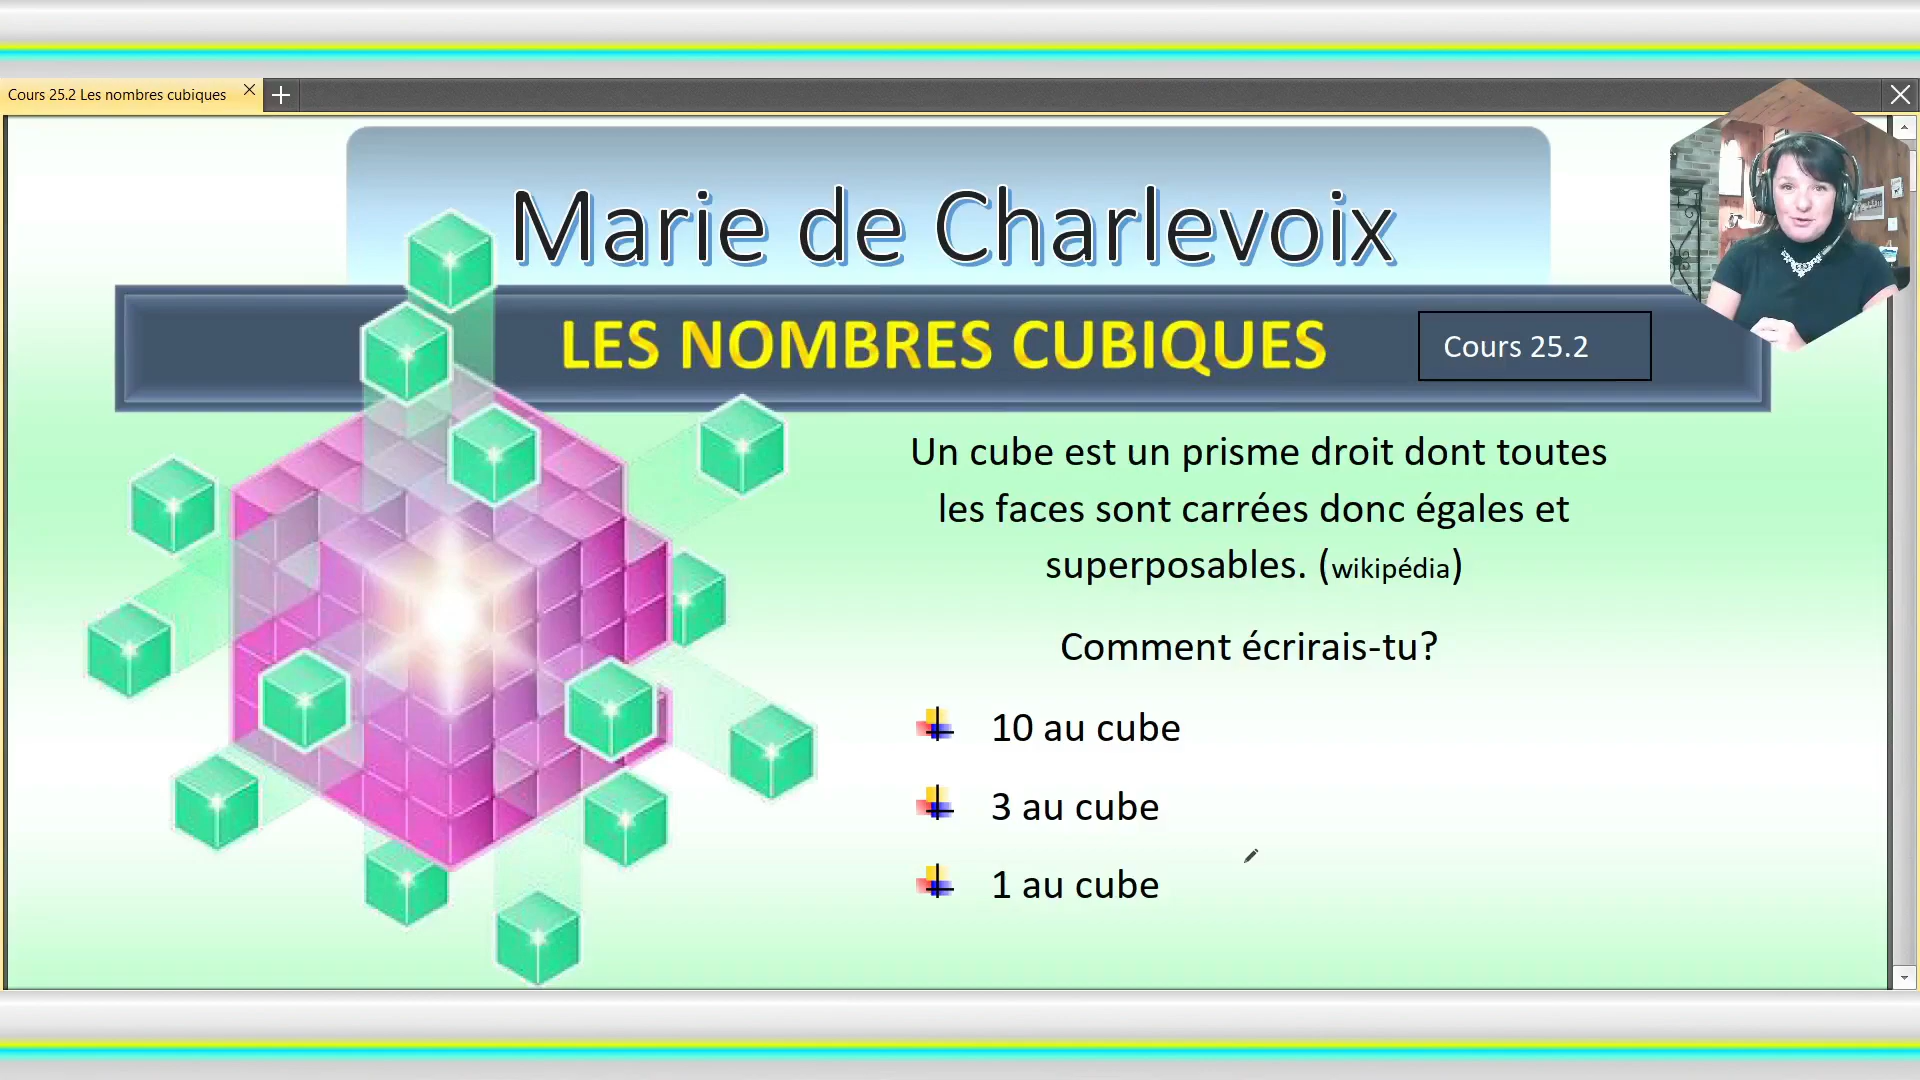 Cours 25.2 Les nombres cubiques
Marie de Charlevoix
LES NOMBRES CUBIQUES
Cours 25.2
Un cube est un prisme droit dont toutes
les faces sont carrées donc égales et
superposables. (wikipédia)
Comment écrirais-tu?
10 au cube
3 au cube
1 au cube